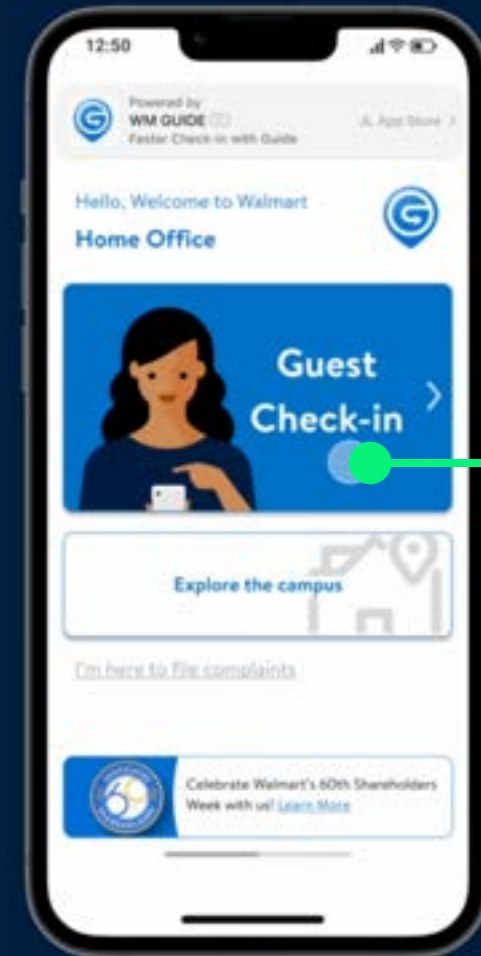 12:50
Powered by
WM GUIDE
Faster Check-in with Guide
App Store
Hello, Welcome to Walmart
Home Office
Guest
Check-in
Explore the campus
I'm here to file complaints
Celebrate Walmart's 60th Shareholders
Week with us! Learn More